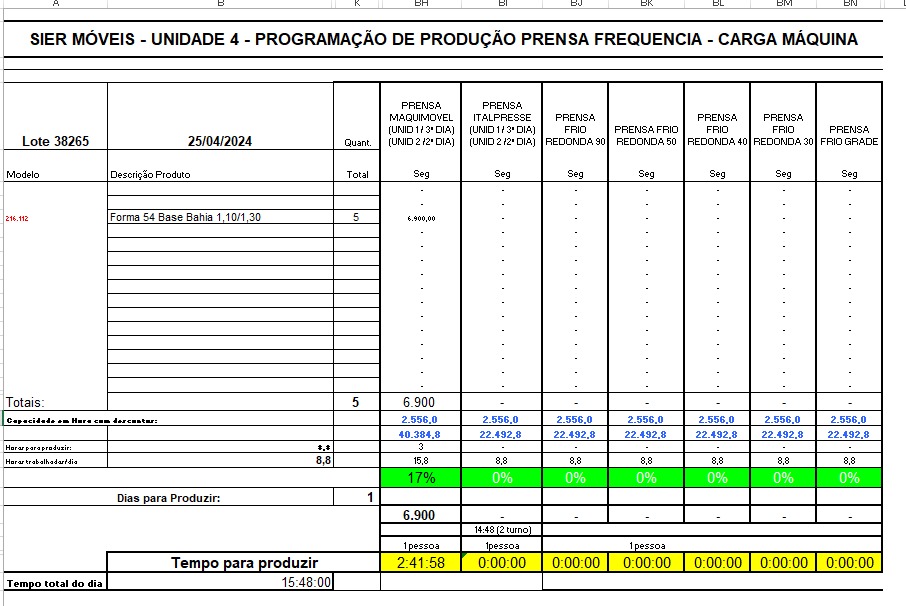 A B K BH BI BJ BK BL BM BN
SIER MÓVEIS - UNIDADE 4 - PROGRAMAÇÃO DE PRODUÇÃO PRENSA FREQUENCIA - CARGA MÁQUINA
Lote 38265
25/04/2024
Quant.
PRENSA
MAQUIMOVEL
(UNID 1 / 3ª DIA)
(UNID 2 /2ª DIA)
PRENSA
ITALPRESSE
(UNID 1 / 3ª DIA)
(UNID 2 /2ª DIA)
PRENSA
FRIO
REDONDA 90
PRENSA FRIO
REDONDA 50
PRENSA
FRIO
REDONDA 40
PRENSA
FRIO
REDONDA 30
PRENSA
FRIO GRADE
Modelo Descrição Produto Total Seg Seg Seg Seg Seg Seg Seg
- - - - - - -
- - - - - - -
216.112 Forma 54 Base Bahia 1,10/1,30 5 6.900,00 - - - - - -
- - - - - - -
- - - - - - -
- - - - - - -
- - - - - - -
- - - - - - -
- - - - - - -
- - - - - - -
- - - - - - -
- - - - - - -
- - - - - - -
- - - - - - -
- - - - - - -
Totais: 5 6.900 - - - - - -
Capacidade em Hora com descontar: 2.556,0 2.556,0 2.556,0 2.556,0 2.556,0 2.556,0 2.556,0
40.384,8 22.492,8 22.492,8 22.492,8 22.492,8 22.492,8 22.492,8
Horas para produzir: 8,8 3 - - - - - -
Horas trabalhadas/dia 8,8 15,8 8,8 8,8 8,8 8,8 8,8 8,8
17% 0% 0% 0% 0% 0% 0%
Dias para Produzir: 1
6.900 - - - - - -
14:48 (2 turno)
1pessoa 1pessoa 1pessoa
Tempo para produzir 2:41:58 0:00:00 0:00:00 0:00:00 0:00:00 0:00:00 0:00:00
Tempo total do dia 15:48:00